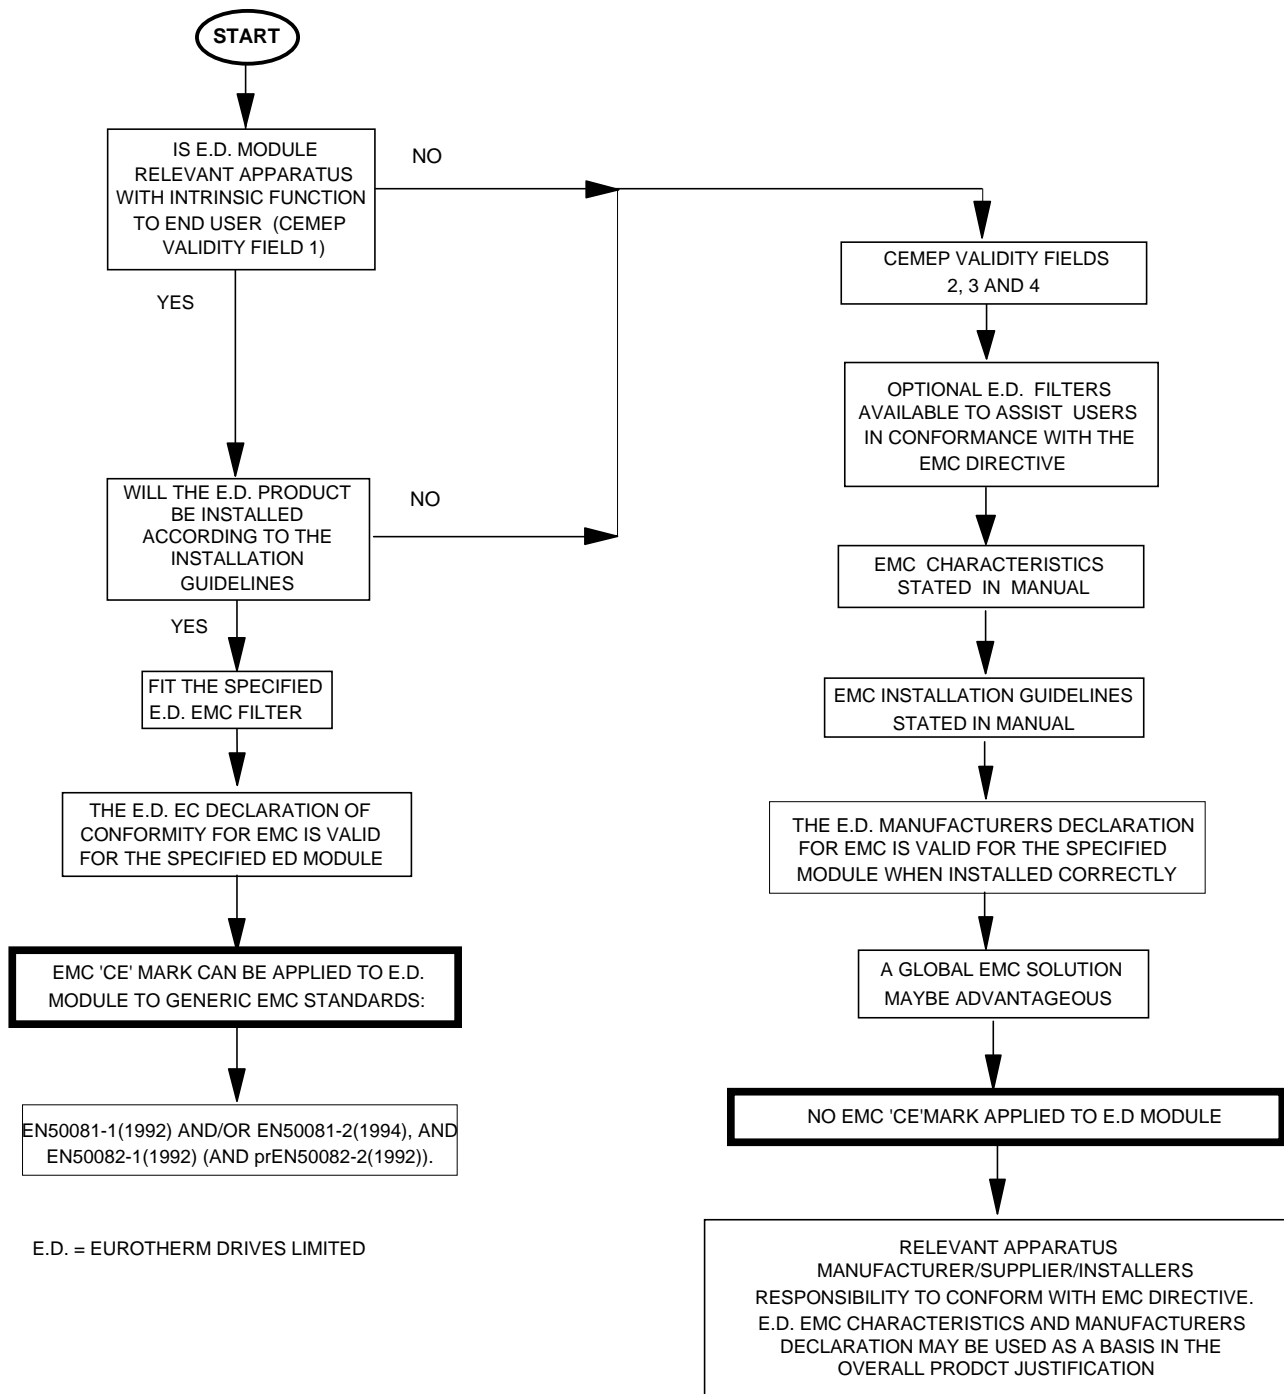 START
IS E.D. MODULE
RELEVANT APPARATUS
WITH INTRINSIC FUNCTION
TO END USER (CEMEP
VALIDITY FIELD 1)
NO
YES
WILL THE E.D. PRODUCT
BE INSTALLED
ACCORDING TO THE
INSTALLATION
GUIDELINES
NO
YES
FIT THE SPECIFIED
E.D. EMC FILTER
THE E.D. EC DECLARATION OF
CONFORMITY FOR EMC IS VALID
FOR THE SPECIFIED ED MODULE
EMC 'CE' MARK CAN BE APPLIED TO E.D.
MODULE TO GENERIC EMC STANDARDS:
EN50081-1(1992) AND/OR EN50081-2(1994), AND
EN50082-1(1992) (AND prEN50082-2(1992)).
E.D. = EUROTHERM DRIVES LIMITED
CEMEP VALIDITY FIELDS
2, 3 AND 4
OPTIONAL E.D. FILTERS
AVAILABLE TO ASSIST USERS
IN CONFORMANCE WITH THE
EMC DIRECTIVE
EMC CHARACTERISTICS
STATED IN MANUAL
EMC INSTALLATION GUIDELINES
STATED IN MANUAL
THE E.D. MANUFACTURERS DECLARATION
FOR EMC IS VALID FOR THE SPECIFIED
MODULE WHEN INSTALLED CORRECTLY
A GLOBAL EMC SOLUTION
MAYBE ADVANTAGEOUS
NO EMC 'CE'MARK APPLIED TO E.D MODULE
RELEVANT APPARATUS
MANUFACTURER/SUPPLIER/INSTALLERS
RESPONSIBILITY TO CONFORM WITH EMC DIRECTIVE.
E.D. EMC CHARACTERISTICS AND MANUFACTURERS
DECLARATION MAY BE USED AS A BASIS IN THE
OVERALL PRODCT JUSTIFICATION